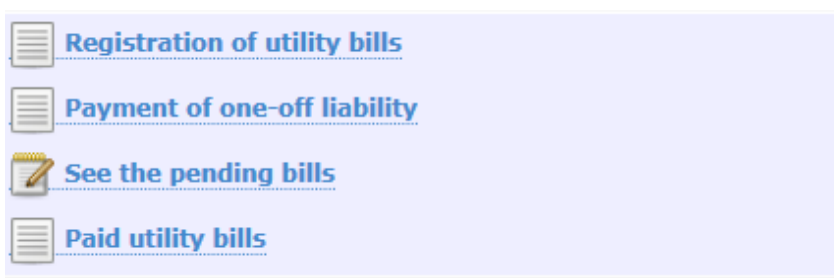 Registration of utility bills
Payment of one-off liability
See the pending bills
Paid utility bills